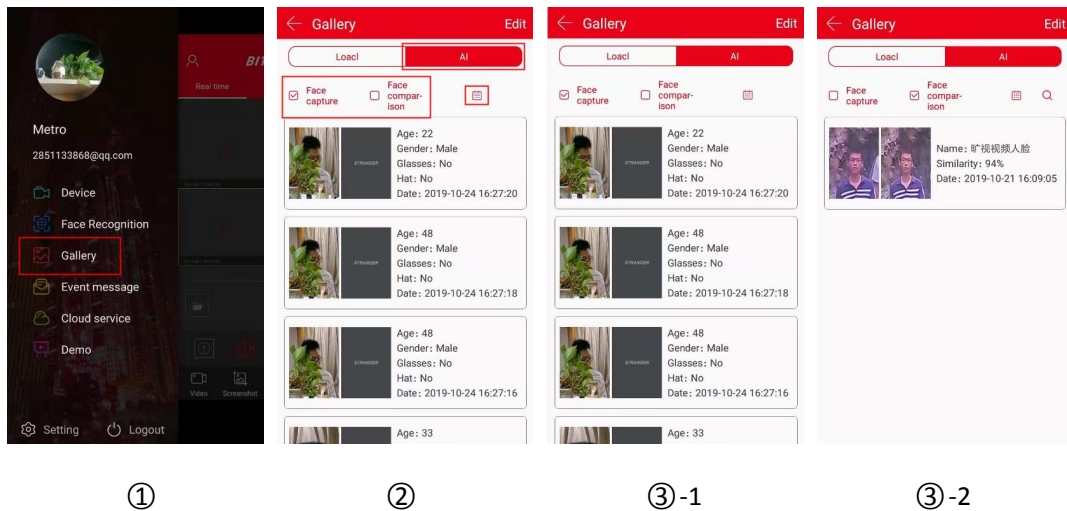 Metro
2851133868@qq.com
Device
Face Recognition
Gallery
Event message
Cloud service
Demo
Setting
Logout
BIT
Real time
Video
Screenshot
①
Gallery
Edit
Loacl
AI
Face
capture
Face
compar-
ison
STRANGER
Age: 22
Gender: Male
Glasses: No
Hat: No
Date: 2019-10-24 16:27:20
STRANGER
Age: 48
Gender: Male
Glasses: No
Hat: No
Date: 2019-10-24 16:27:18
STRANGER
Age: 48
Gender: Male
Glasses: No
Hat: No
Date: 2019-10-24 16:27:16
Age: 33
②
Gallery
Edit
Loacl
AI
Face
capture
Face
compar-
ison
STRANGER
Age: 22
Gender: Male
Glasses: No
Hat: No
Date: 2019-10-24 16:27:20
STRANGER
Age: 48
Gender: Male
Glasses: No
Hat: No
Date: 2019-10-24 16:27:18
STRANGER
Age: 48
Gender: Male
Glasses: No
Hat: No
Date: 2019-10-24 16:27:16
Age: 33
③-1
Gallery
Edit
Loacl
AI
Face
capture
Face
compar-
ison
Name: 旷视视频人脸
Similarity: 94%
Date: 2019-10-21 16:09:05
③-2